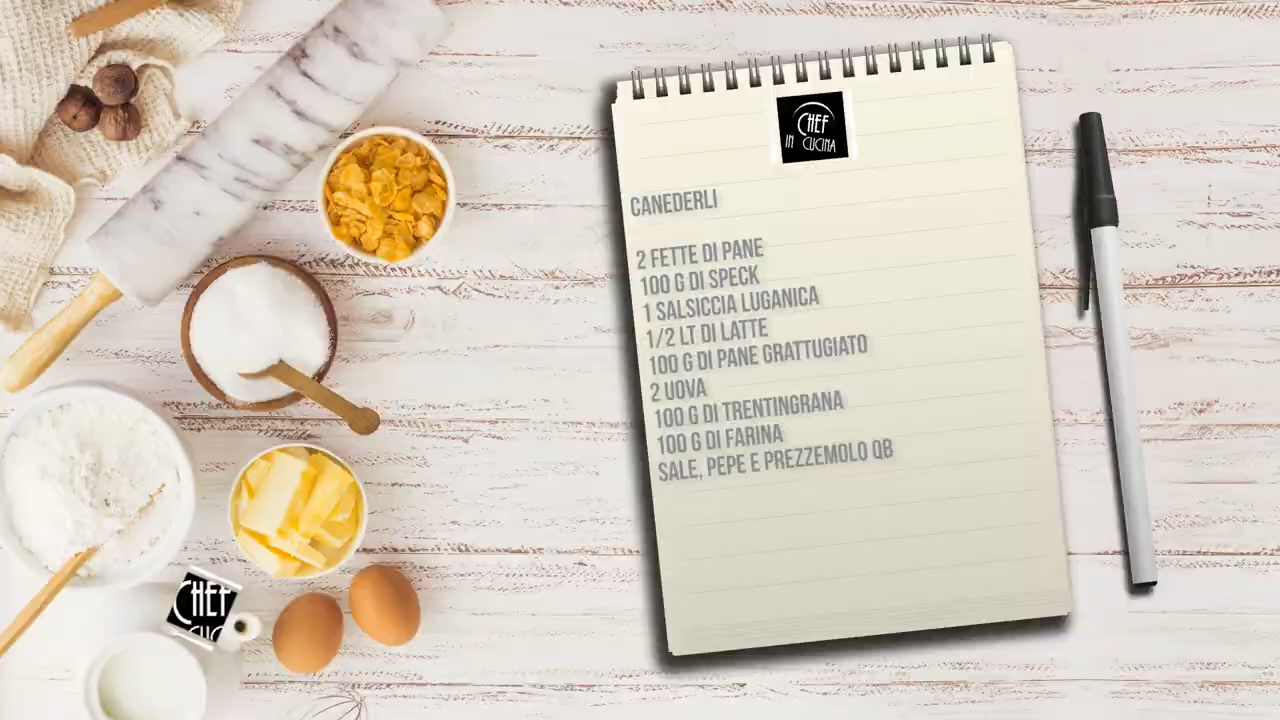 CHEF
IN CUCINA
CANEDERLI
2 FETTE DI PANE
100 G DI SPECK
1 SALSICCIA LUGANICA
1/2 LT DI LATTE
100 G DI PANE GRATTUGIATO
2 UOVA
100 G DI TRENTINGRANA
100 G DI FARINA
SALE, PEPE E PREZZEMOLO QB
CHEF